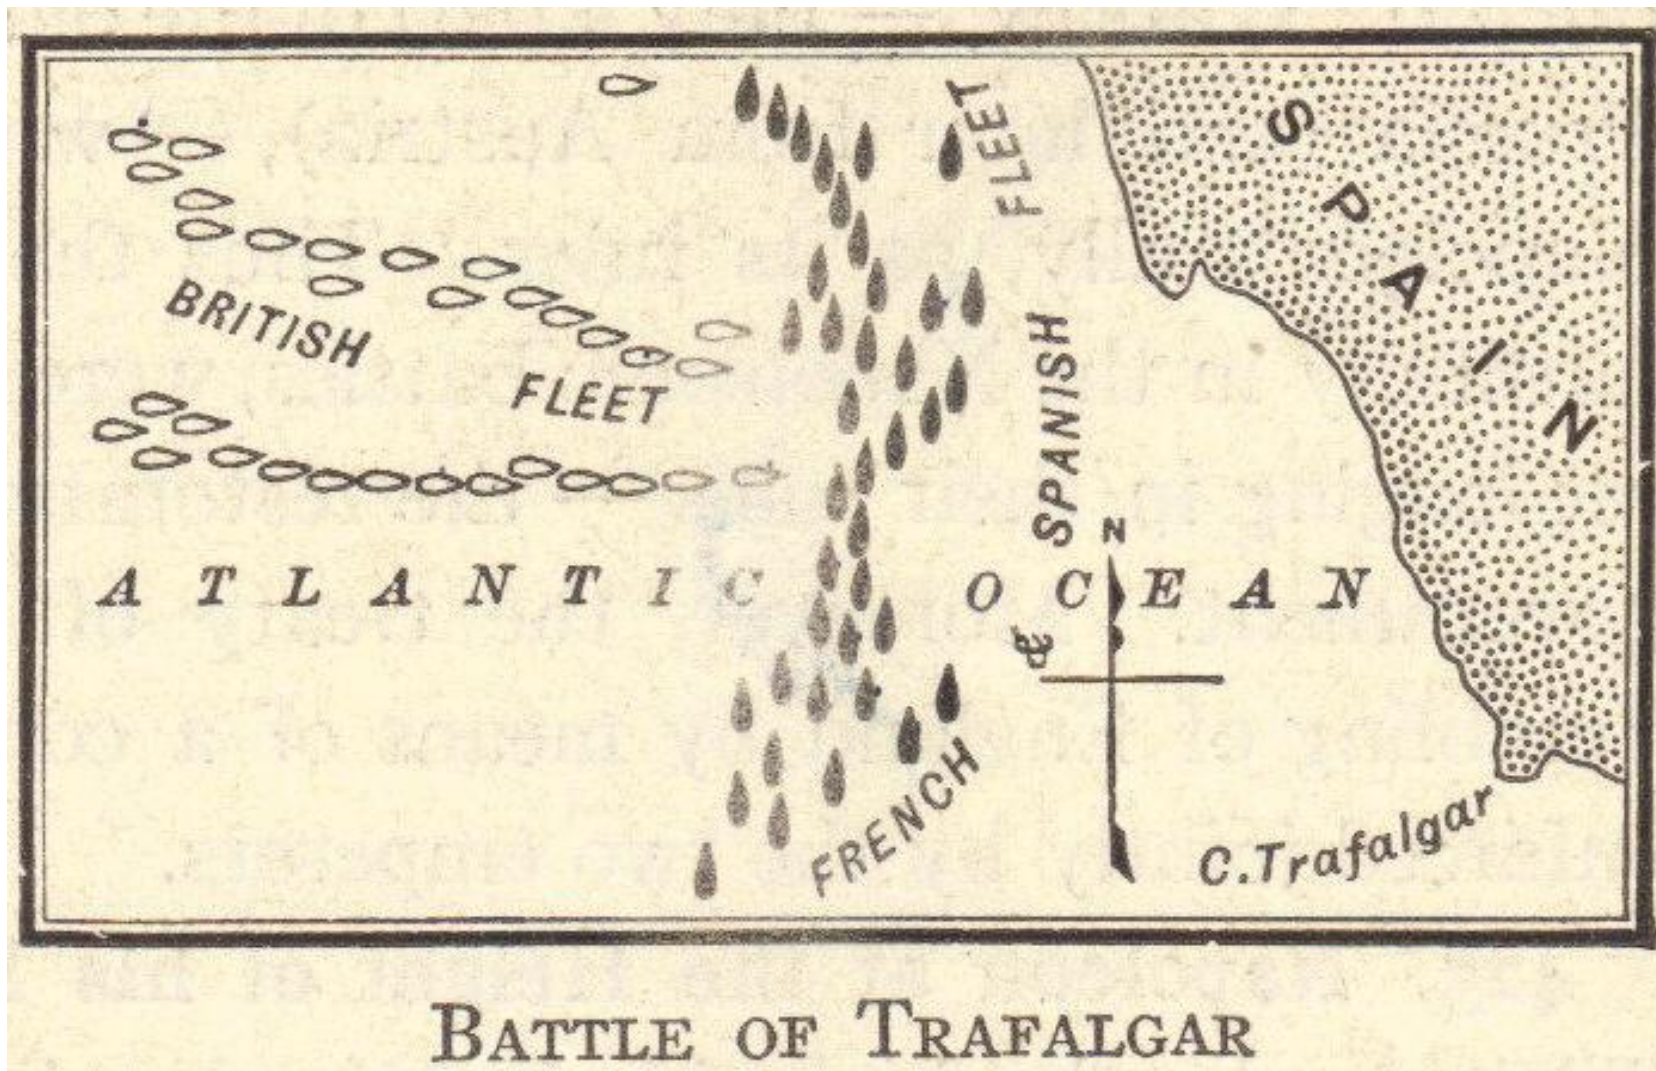 SPAIN
BRITISH
FLEET
FRENCH & SPANISH FLEET
N
ATLANTIC OCEAN
C. Trafalgar
BATTLE OF TRAFALGAR